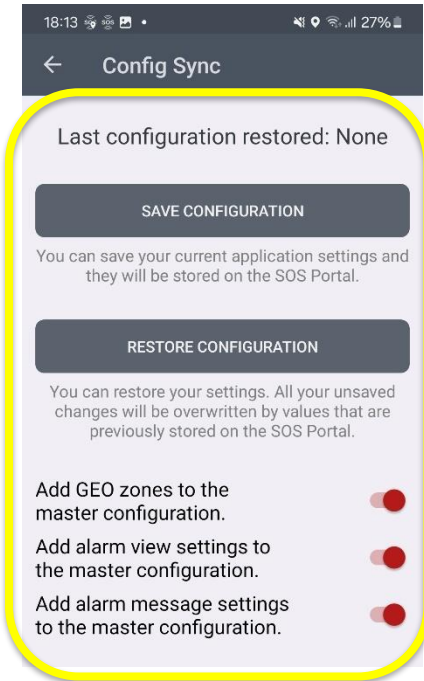 18:13
27%
Config Sync
Last configuration restored: None
SAVE CONFIGURATION
You can save your current application settings and
they will be stored on the SOS Portal.
RESTORE CONFIGURATION
You can restore your settings. All your unsaved
changes will be overwritten by values that are
previously stored on the SOS Portal.
Add GEO zones to the
master configuration.
Add alarm view settings to
the master configuration.
Add alarm message settings
to the master configuration.